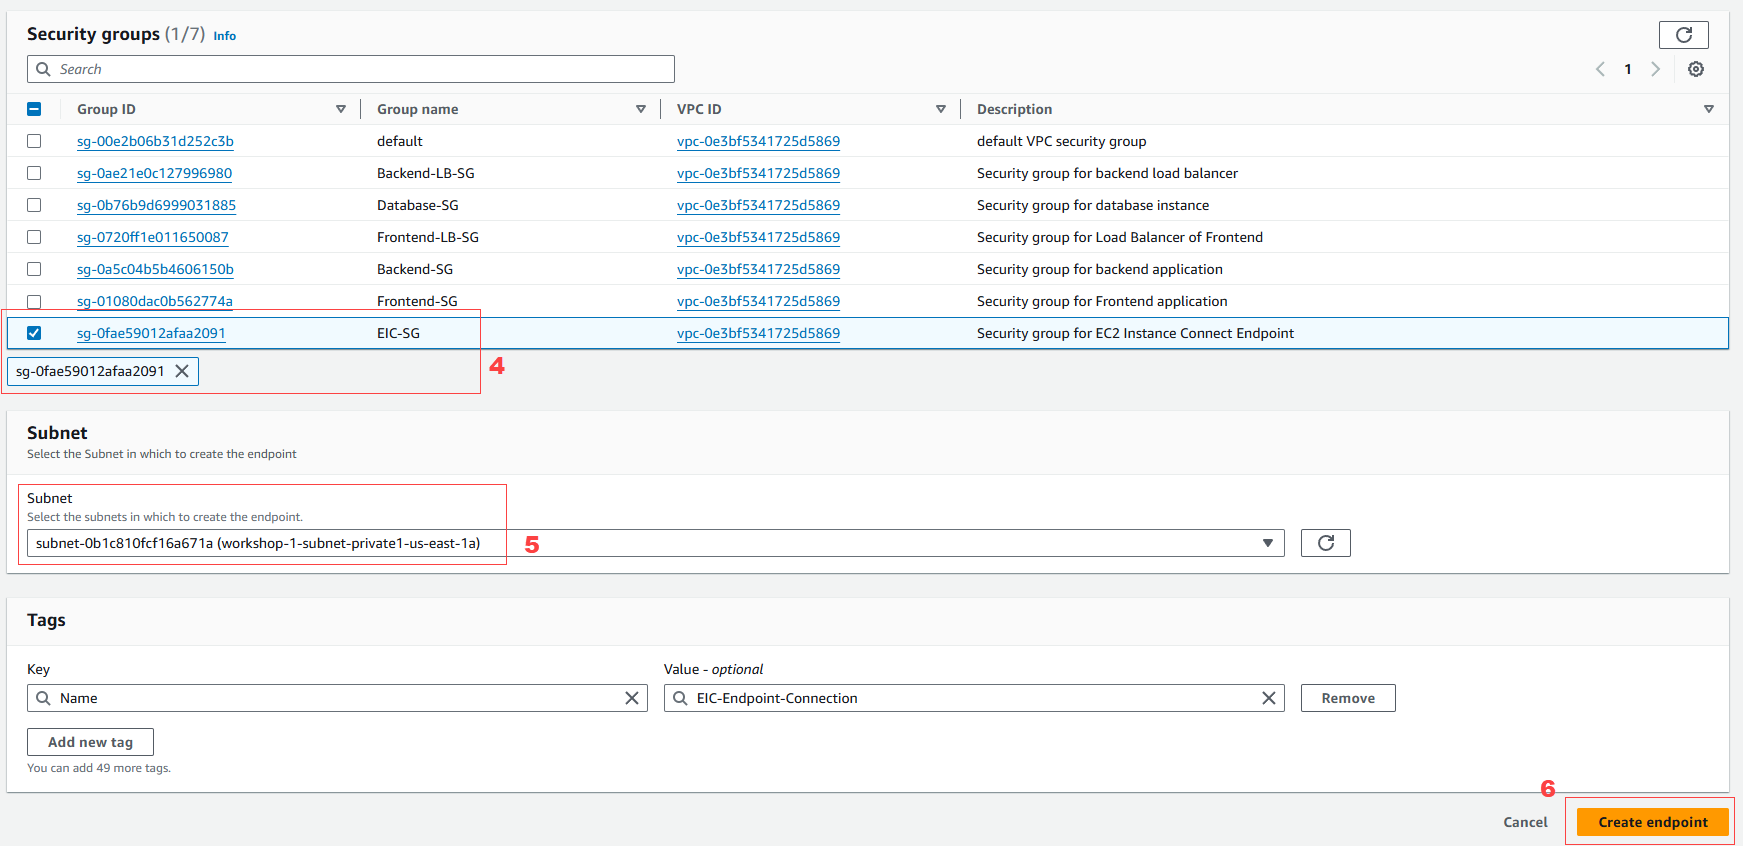 Security groups (1/7) Info
Search
1
Group ID Group name VPC ID Description
sg-00e2b06b31d252c3b default vpc-0e3bf5341725d5869 default VPC security group
sg-0ae21e0c127996980 Backend-LB-SG vpc-0e3bf5341725d5869 Security group for backend load balancer
sg-0b76b9d6999031885 Database-SG vpc-0e3bf5341725d5869 Security group for database instance
sg-0720ff1e011650087 Frontend-LB-SG vpc-0e3bf5341725d5869 Security group for Load Balancer of Frontend
sg-0a5c04b5b4606150b Backend-SG vpc-0e3bf5341725d5869 Security group for backend application
sg-01080dac0b562774a Frontend-SG vpc-0e3bf5341725d5869 Security group for Frontend application
sg-0fae59012afaa2091 EIC-SG vpc-0e3bf5341725d5869 Security group for EC2 Instance Connect Endpoint
sg-0fae59012afaa2091
4
Subnet
Select the Subnet in which to create the endpoint
Subnet
Select the subnets in which to create the endpoint.
subnet-0b1c810fcf16a671a (workshop-1-subnet-private1-us-east-1a)
5
Tags
Key Value - optional
Name EIC-Endpoint-Connection Remove
Add new tag
You can add 49 more tags.
6
Cancel Create endpoint